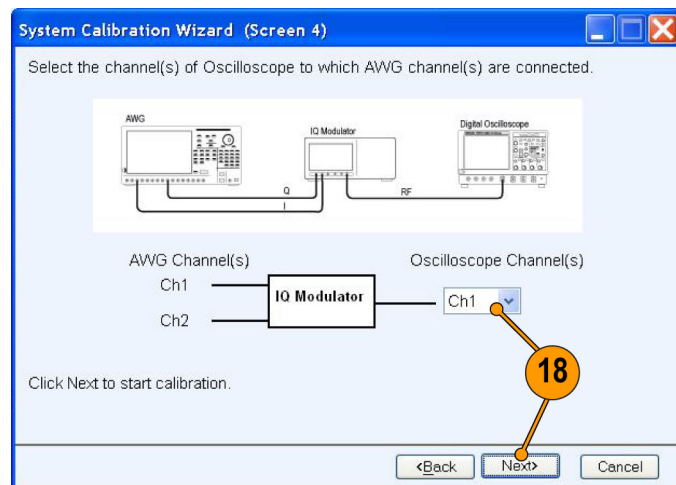 System Calibration Wizard (Screen 4)
Select the channel(s) of Oscilloscope to which AWG channel(s) are connected.
AWG
IQ Modulator
Digital Oscilloscope
Q
I
RF
AWG Channel(s)
Oscilloscope Channel(s)
Ch1
IQ Modulator
Ch1
Ch2
18
Click Next to start calibration.
<Back
Next>
Cancel